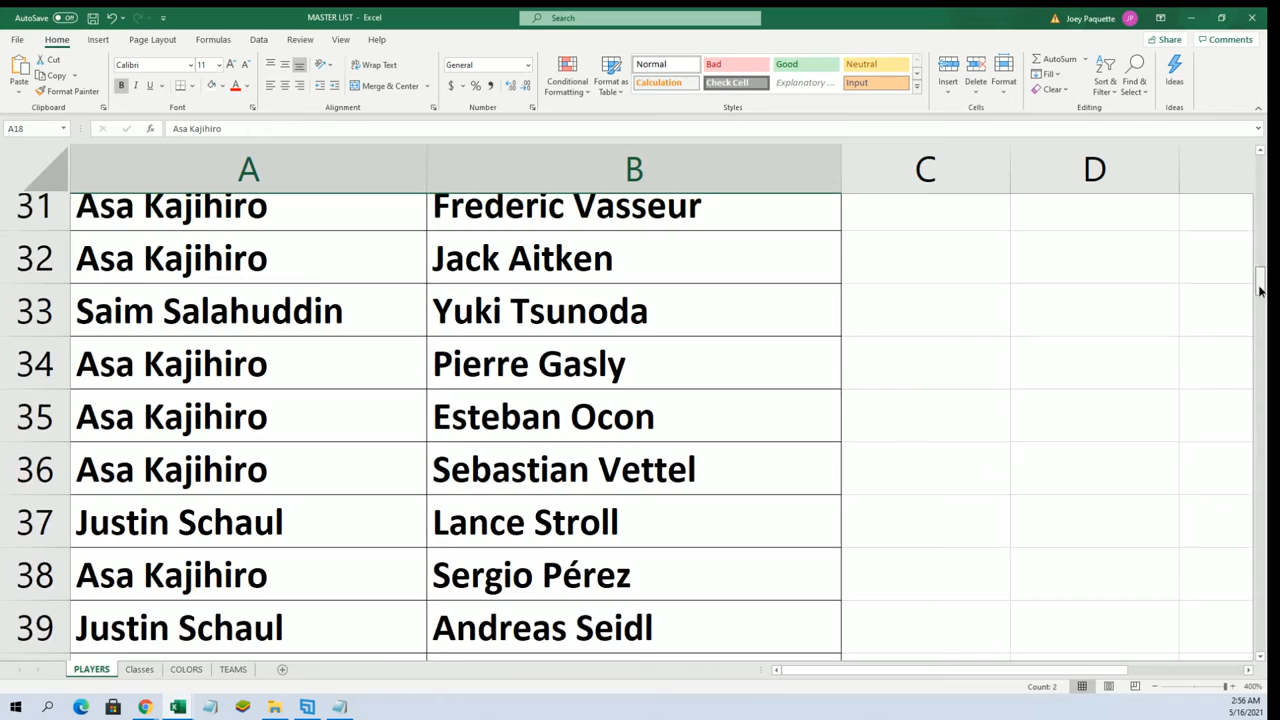 AutoSave Off MASTER LIST - Excel Search Joey Paquette JP
File Home Insert Page Layout Formulas Data Review View Help Share Comments
Paste Cut Copy Format Painter Clipboard
Calibri 11 A A B I U A Font
Wrap Text Merge & Center Alignment
General $ % Number
Conditional Formatting Format as Table
Normal Bad Good Neutral
Calculation Check Cell Explanatory ... Input
Styles
Insert Delete Format Cells
AutoSum Fill Clear Sort & Filter Find & Select Editing
Ideas Ideas
A18 fx Asa Kajihiro
A B C D
31 Asa Kajihiro Frederic Vasseur
32 Asa Kajihiro Jack Aitken
33 Saim Salahuddin Yuki Tsunoda
34 Asa Kajihiro Pierre Gasly
35 Asa Kajihiro Esteban Ocon
36 Asa Kajihiro Sebastian Vettel
37 Justin Schaul Lance Stroll
38 Asa Kajihiro Sergio Pérez
39 Justin Schaul Andreas Seidl
PLAYERS Classes COLORS TEAMS
Count: 2 400%
2:56 AM
5/16/2021